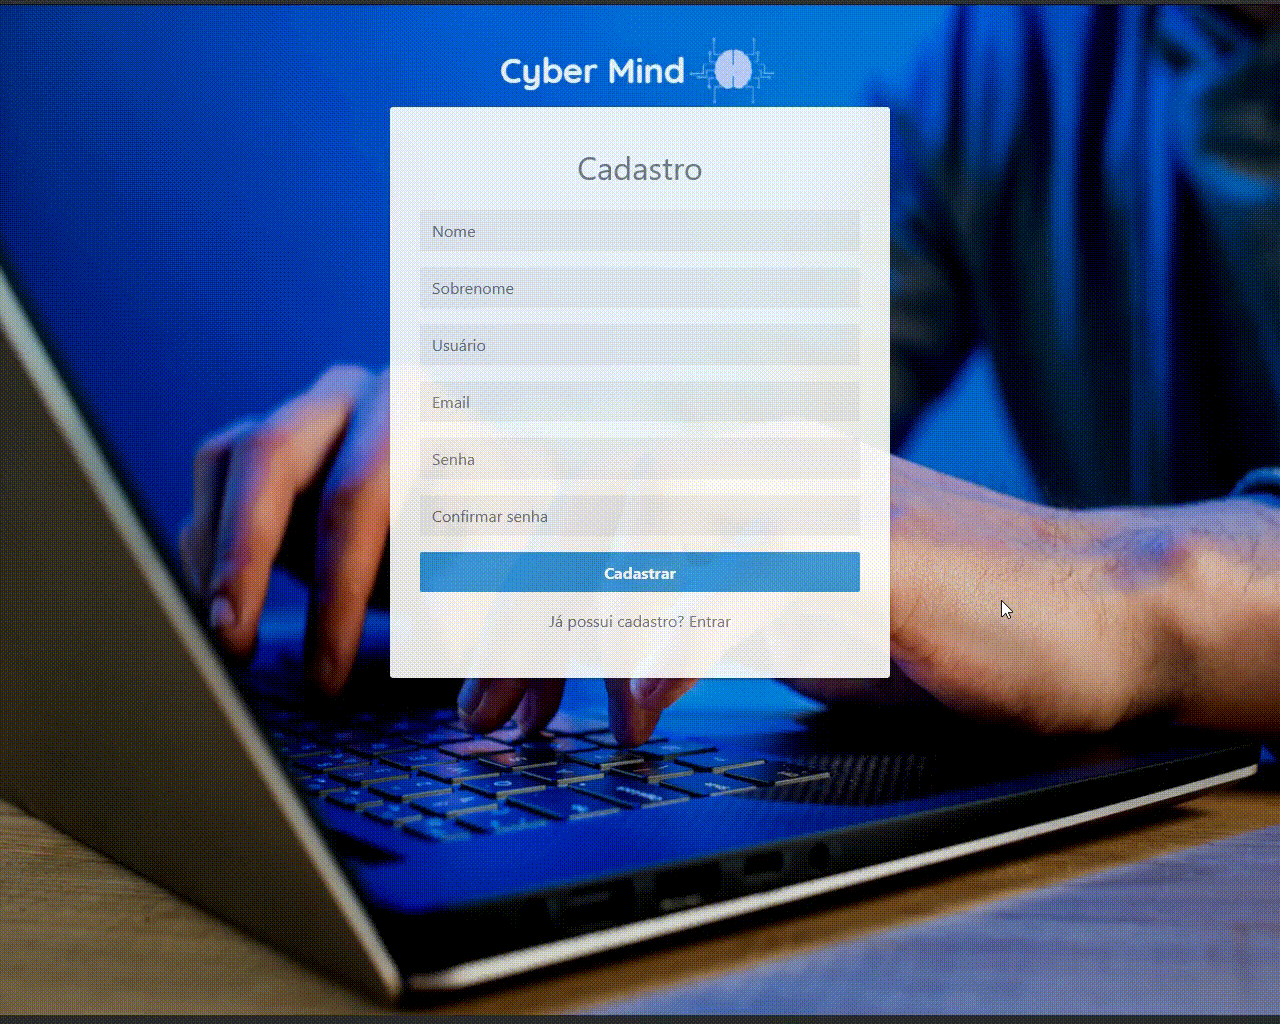 Cyber Mind
Cadastro
Nome
Sobrenome
Usuário
Email
Senha
Confirmar senha
Cadastrar
Já possui cadastro? Entrar